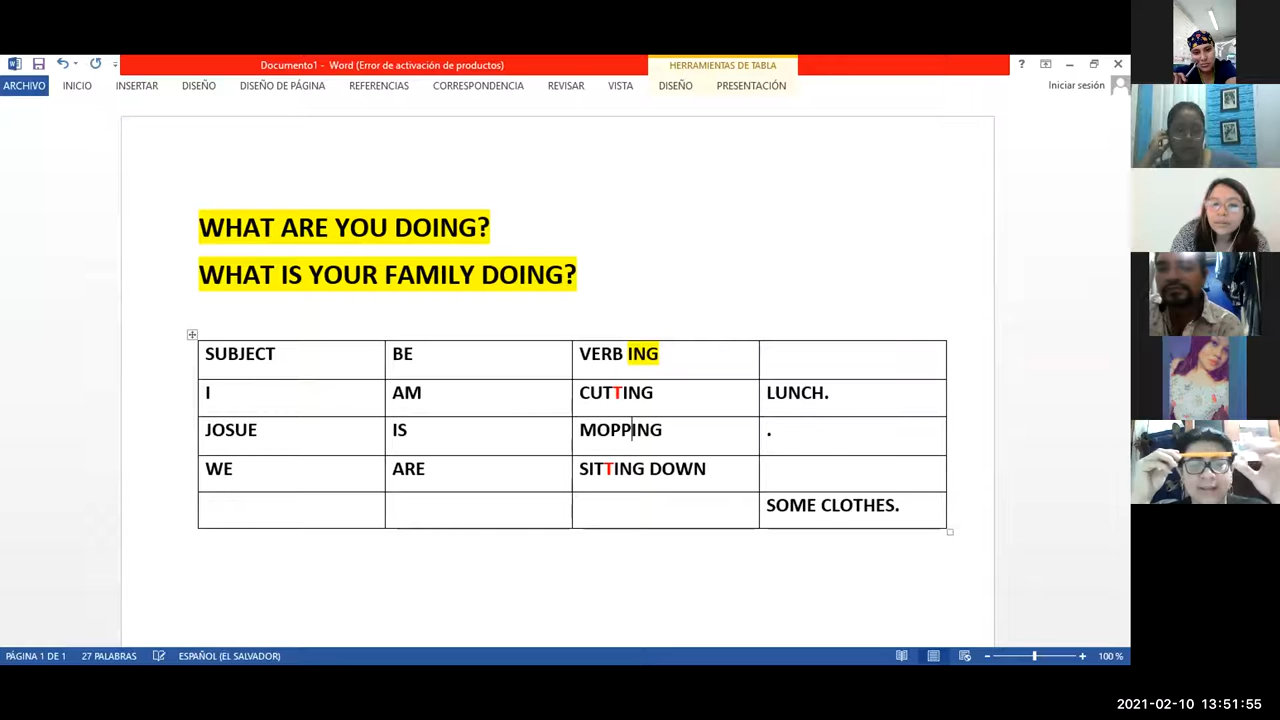 Documento1 - Word (Error de activación de productos)
HERRAMIENTAS DE TABLA
?
ARCHIVO INICIO INSERTAR DISEÑO DISEÑO DE PÁGINA REFERENCIAS CORRESPONDENCIA REVISAR VISTA DISEÑO PRESENTACIÓN Iniciar sesión
WHAT ARE YOU DOING?
WHAT IS YOUR FAMILY DOING?
SUBJECT BE VERB ING
I AM CUTTING LUNCH.
JOSUE IS MOPPING .
WE ARE SITTING DOWN
SOME CLOTHES.
PÁGINA 1 DE 1 27 PALABRAS ESPAÑOL (EL SALVADOR) 100 %
2021-02-10 13:51:55